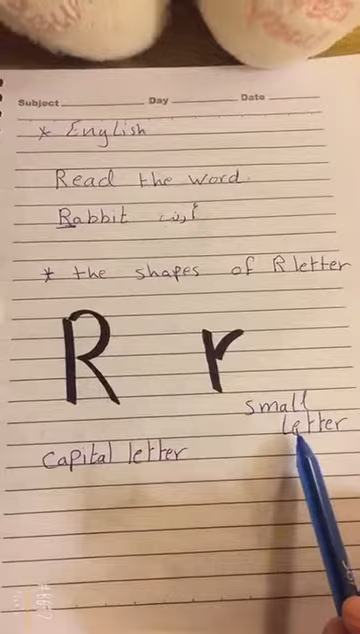 Subject Day Date
* English
Read the word.
Rabbit أرنب
* the shapes of R letter
R r
small
letter
capital letter